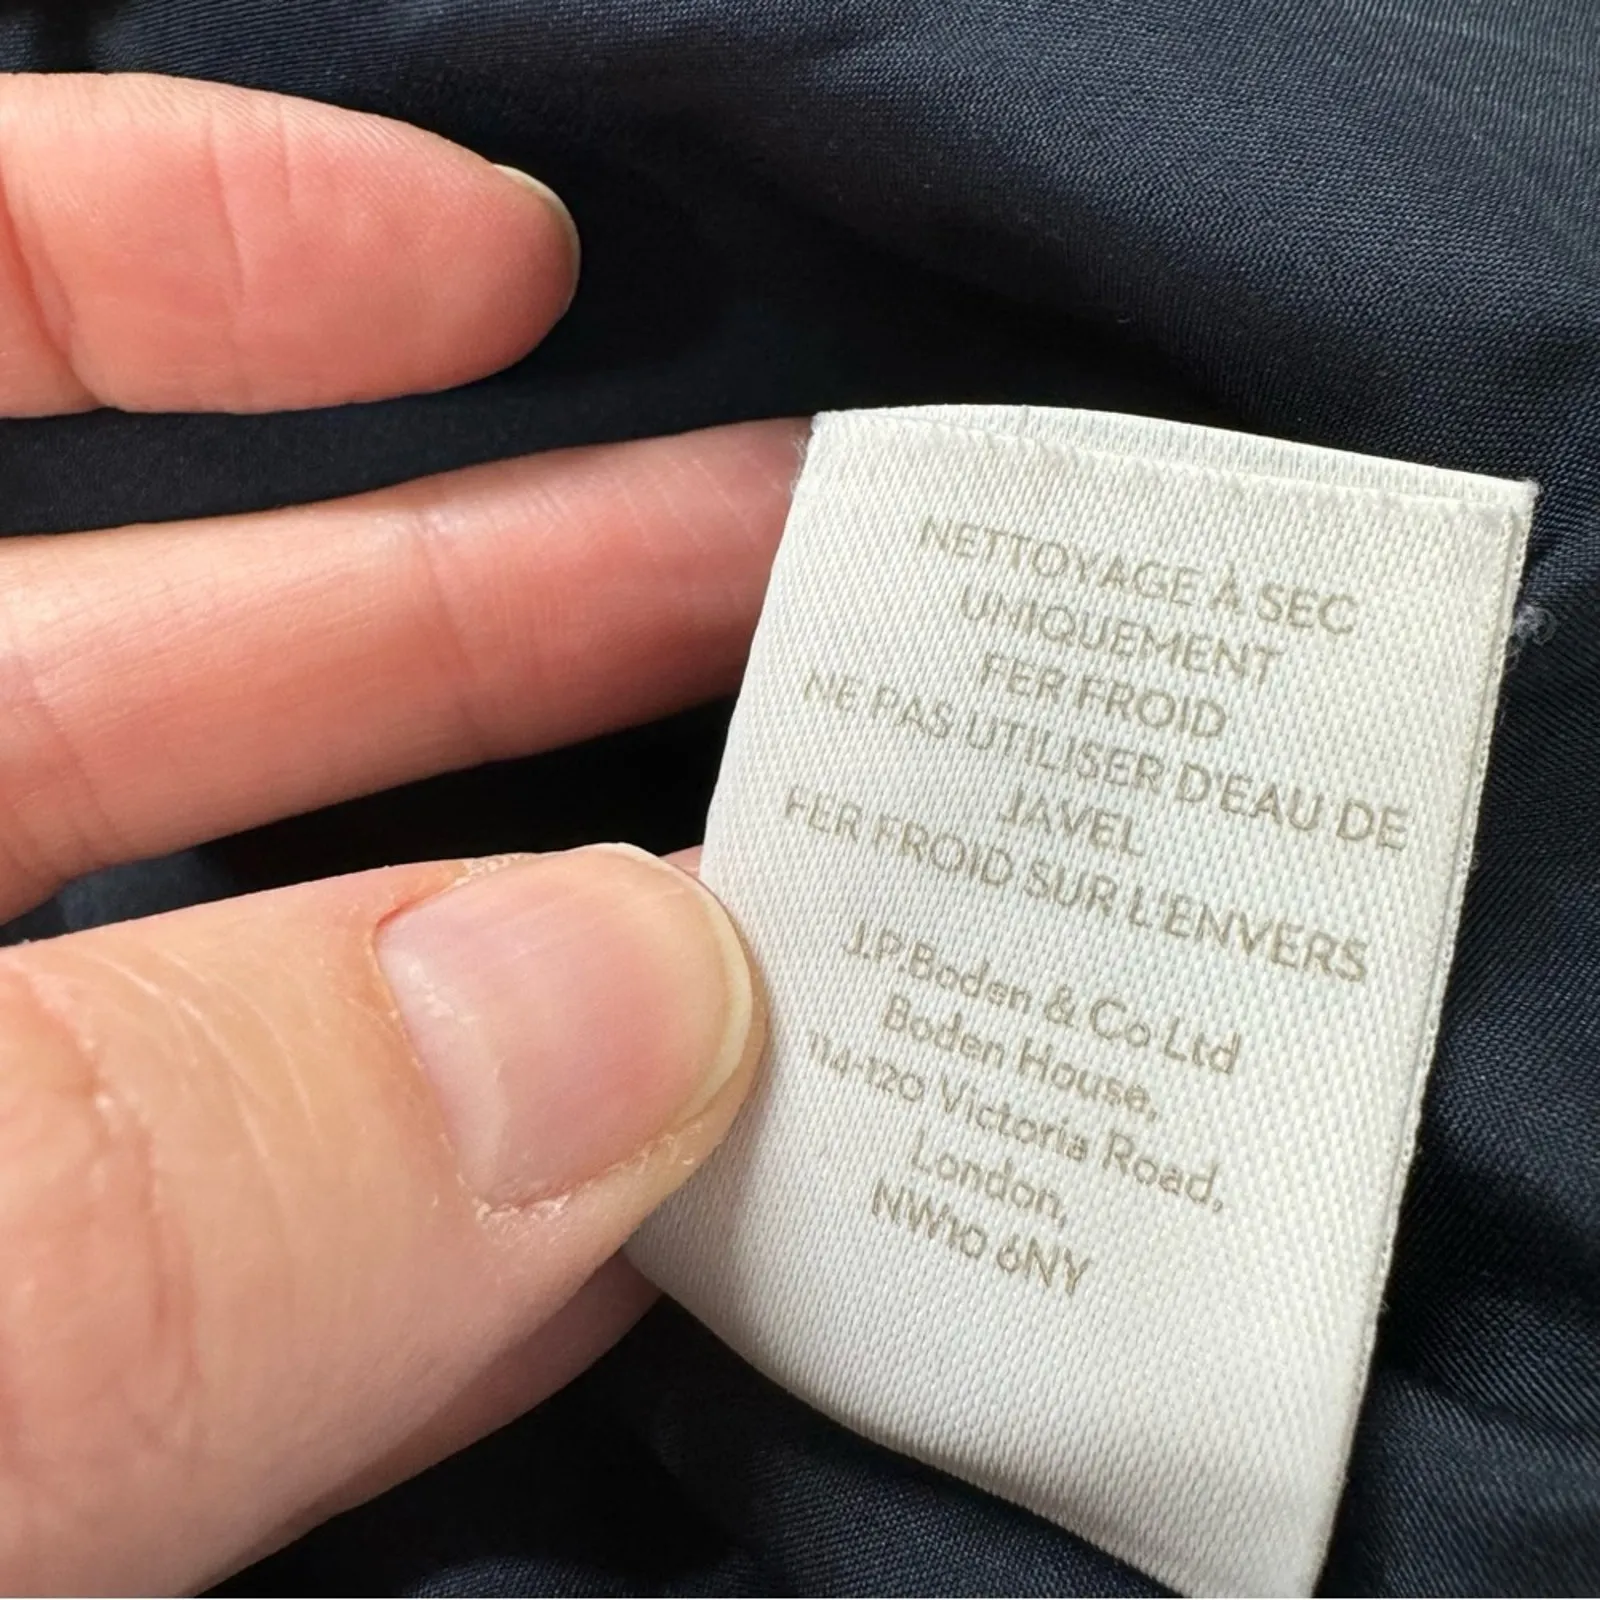 NETTOYAGE À SEC
UNIQUEMENT
FER FROID
NE PAS UTILISER D'EAU DE
JAVEL
FER FROID SUR L'ENVERS
J.P.Boden & Co Ltd
Boden House,
114-120 Victoria Road,
London,
NW10 6NY